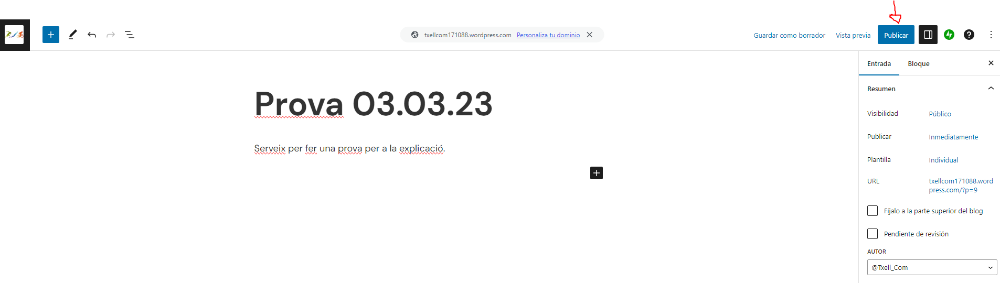 txellcom171088.wordpress.com Personaliza tu dominio
Guardar como borrador Vista previa Publicar
Entrada Bloque
Resumen
Prova 03.03.23
Serveix per fer una prova per a la explicació.
Visibilidad Público
Publicar Inmediatamente
Plantilla Individual
URL txellcom171088.word
press.com/?p=9
Fíjalo a la parte superior del blog
Pendiente de revisión
AUTOR
@Txell_Com